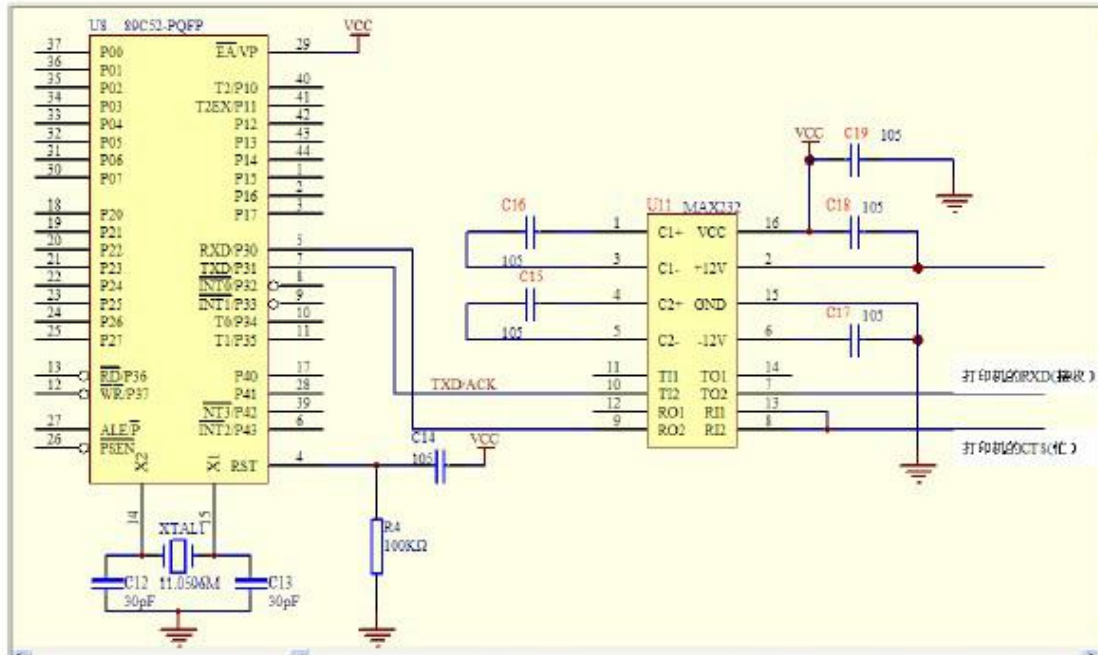 U8 89C52-PQFP
VCC
37 P00
36 P01
35 P02
34 P03
33 P04
32 P05
31 P06
30 P07
18 P20
19 P21
20 P22
21 P23
22 P24
23 P25
24 P26
25 P27
13 RD/P36
12 WR/P37
27 ALE/P
26 PSEN
EA/VP 29
T2/P10 40
T2EX/P11 41
P12 42
P13 43
P14 44
P15 1
P16 2
P17 3
RXD/P30 5
TXD/P31 7
INT0/P32 8
INT1/P33 9
T0/P34 10
T1/P35 11
P40 17
P41 28
NT3/P42 39
INT2/P43 6
RST 4
X2
X1
14
15
XTAL1
11.0596M
C12
30pF
C13
30pF
C14
105
VCC
R4
100KΩ
TXD/ACK
C16
105
C15
105
U11 MAX232
1 C1+
3 C1-
4 C2+
5 C2-
11 TI1
10 TI2
12 RO1
9 RO2
VCC 16
+12V 2
GND 15
-12V 6
TO1 14
TO2 7
RI1 13
RI2 8
VCC
C19 105
C18 105
C17 105
打印机的RXD(接收)
打印机的CTS(忙)